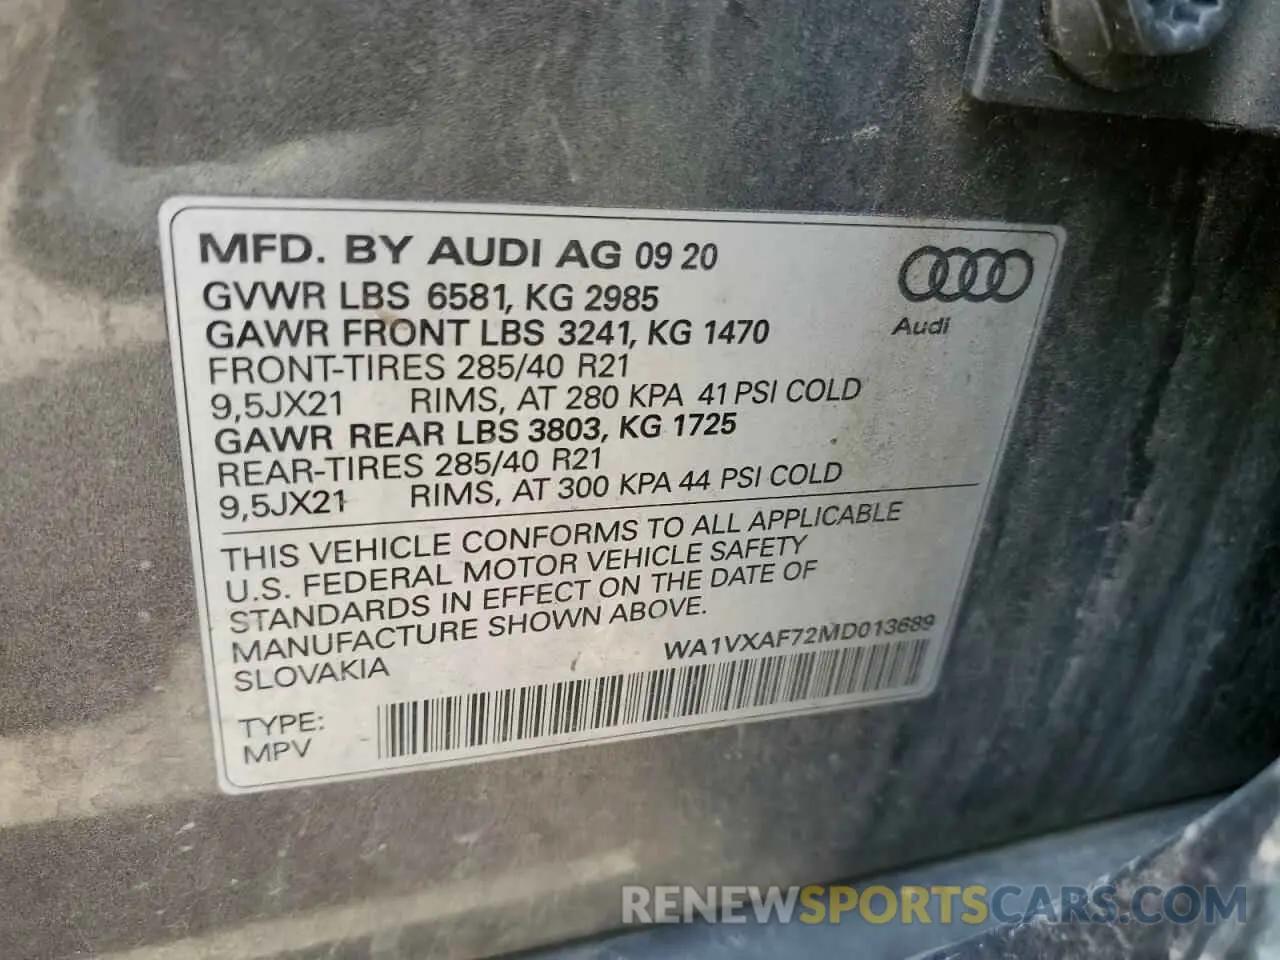 MFD. BY AUDI AG 09 20
GVWR LBS 6581, KG 2985
GAWR FRONT LBS 3241, KG 1470
FRONT-TIRES 285/40 R21
9,5JX21 RIMS, AT 280 KPA 41 PSI COLD
GAWR REAR LBS 3803, KG 1725
REAR-TIRES 285/40 R21
9,5JX21 RIMS, AT 300 KPA 44 PSI COLD
Audi
THIS VEHICLE CONFORMS TO ALL APPLICABLE
U.S. FEDERAL MOTOR VEHICLE SAFETY
STANDARDS IN EFFECT ON THE DATE OF
MANUFACTURE SHOWN ABOVE.
SLOVAKIA
WA1VXAF72MD013689
TYPE:
MPV
RENEWSPORTSCARS.COM